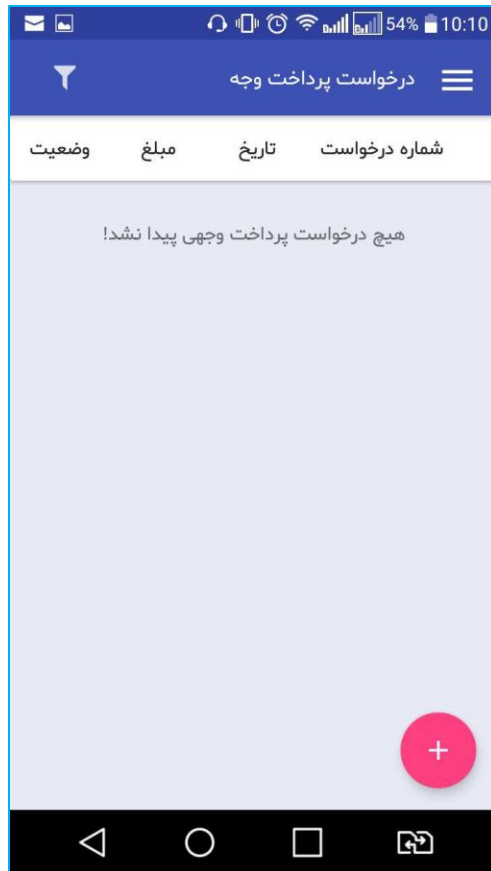 54% 10:10
درخواست پرداخت وجه
شماره درخواست تاریخ مبلغ وضعیت
هیچ درخواست پرداخت وجهی پیدا نشد!
+